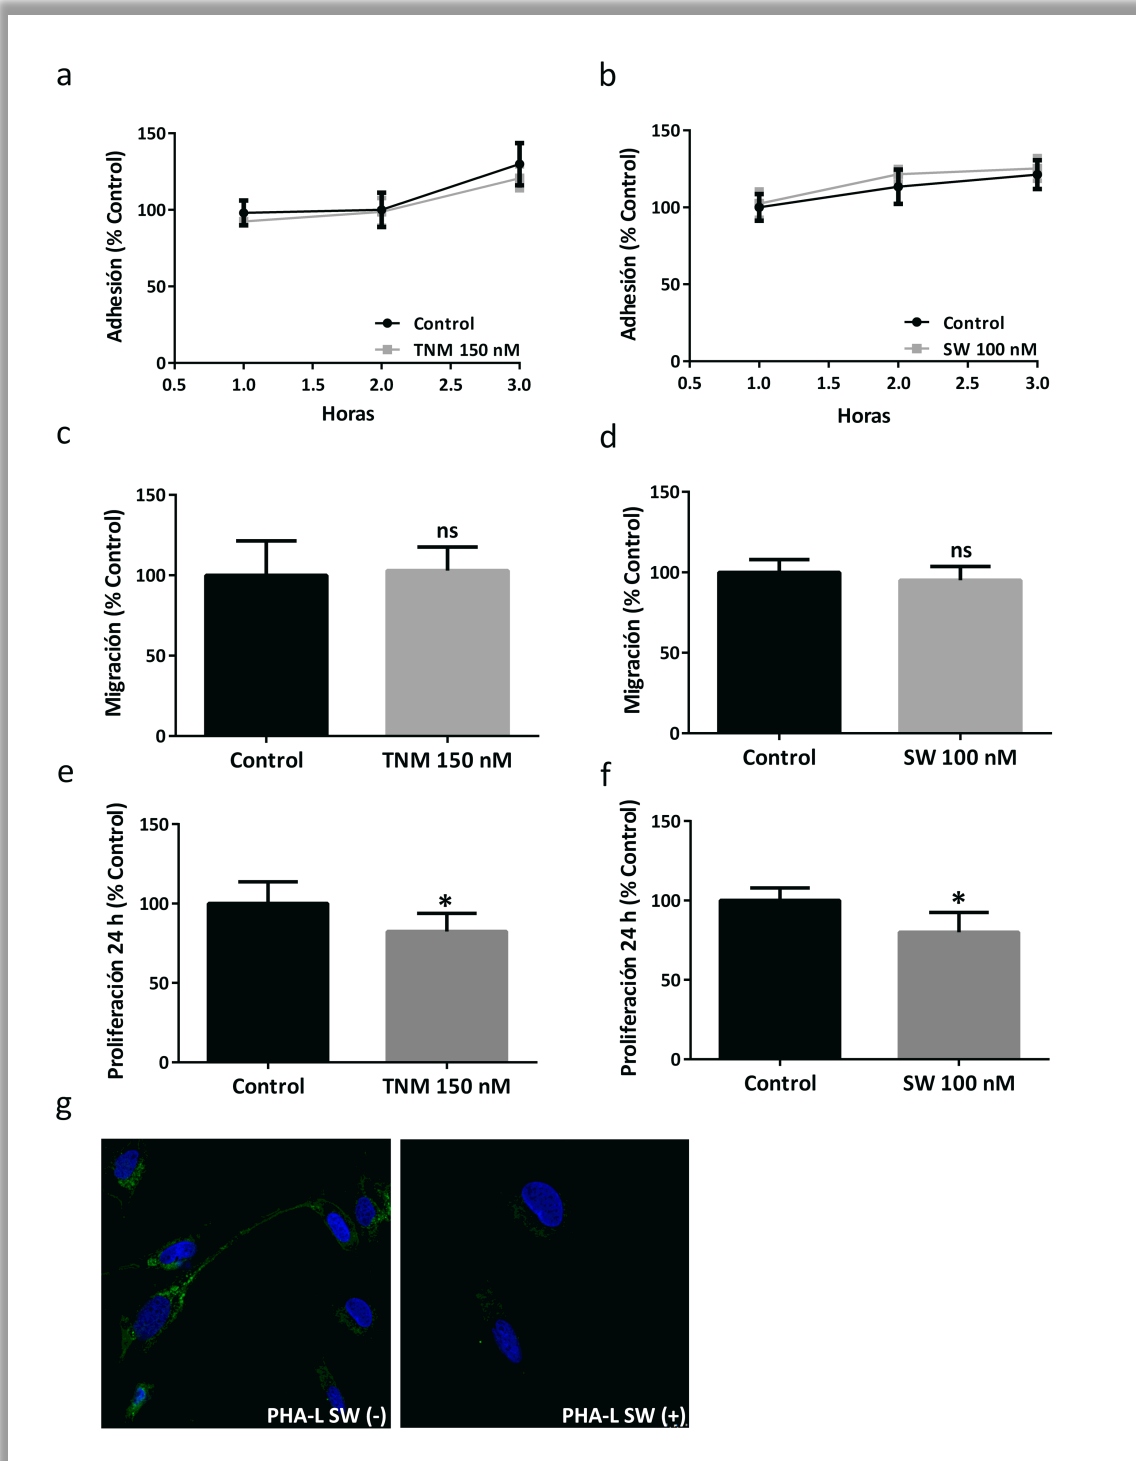 a
b
150
100
50
0
Adhesión (% Control)
Control
TNM 150 nM
0.5 1.0 1.5 2.0 2.5 3.0
Horas
150
100
50
0
Adhesión (% Control)
Control
SW 100 nM
0.5 1.0 1.5 2.0 2.5 3.0
Horas
c
d
150
100
50
0
Migración (% Control)
ns
Control TNM 150 nM
150
100
50
0
Migración (% Control)
ns
Control SW 100 nM
e
f
150
100
50
0
Proliferación 24 h (% Control)
*
Control TNM 150 nM
150
100
50
0
Proliferación 24 h (% Control)
*
Control SW 100 nM
g
PHA-L SW (-)
PHA-L SW (+)